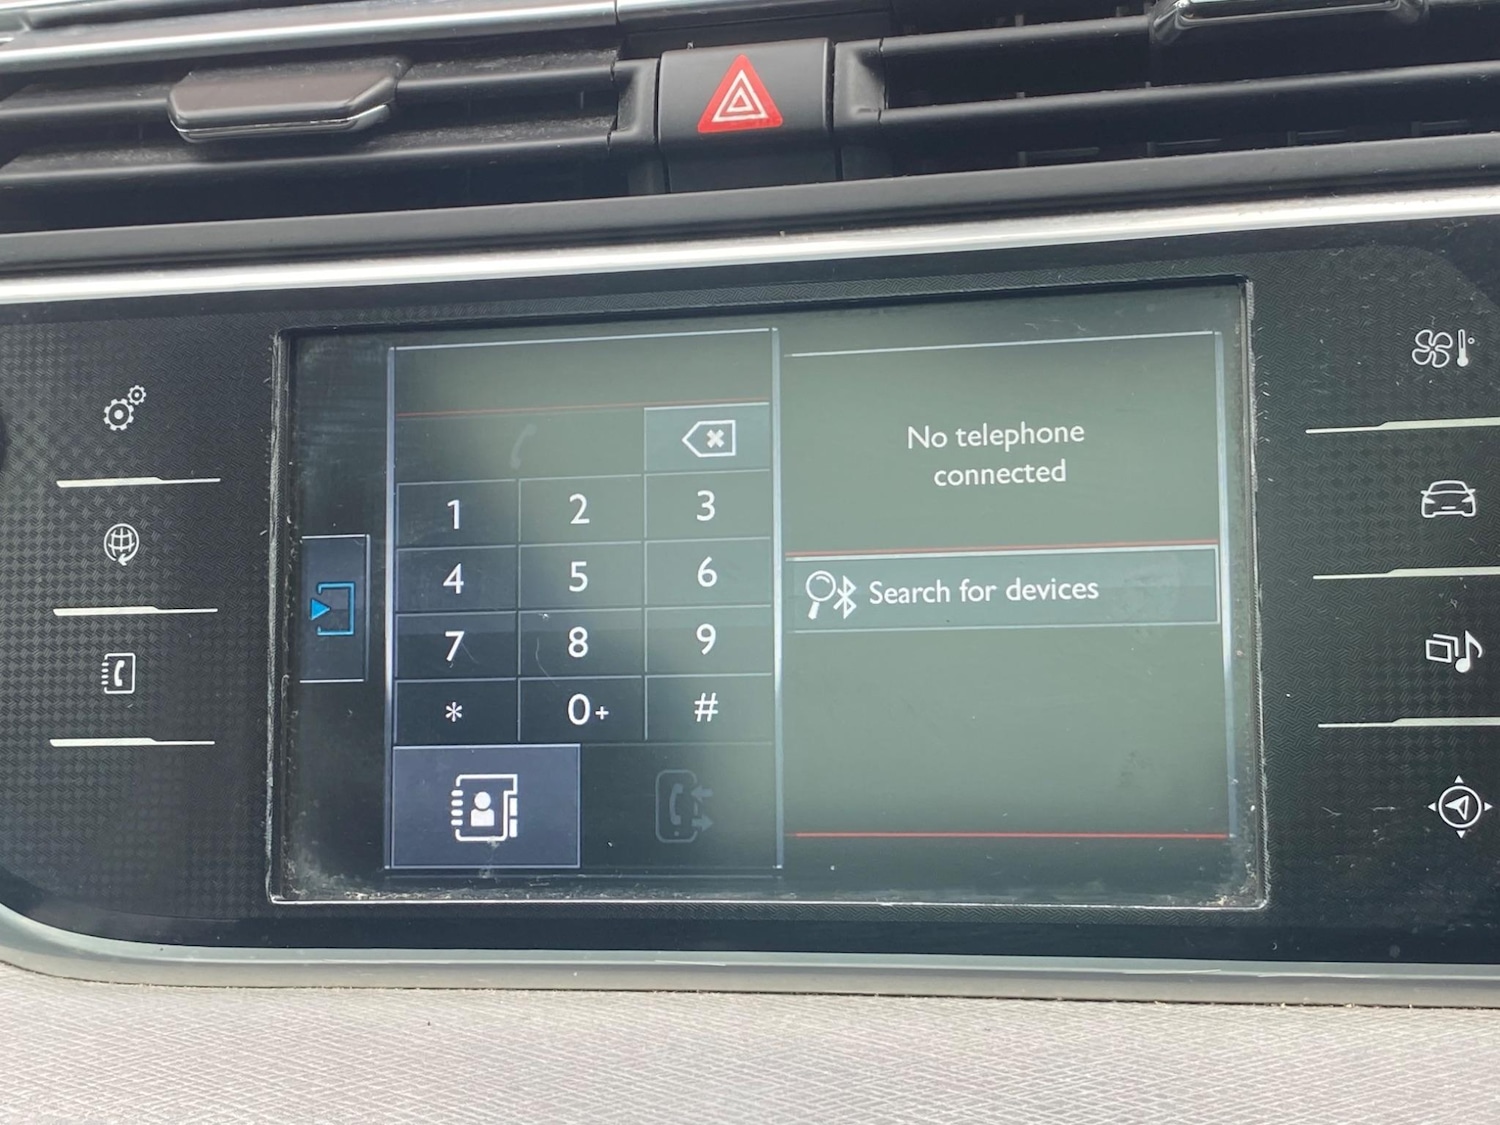 1 2 3
4 5 6
7 8 9
* 0+ #
No telephone
connected
Search for devices